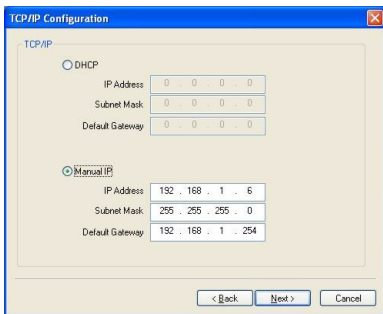 TCP/IP Configuration
TCP/IP
DHCP
IP Address 0 . 0 . 0 . 0
Subnet Mask 0 . 0 . 0 . 0
Default Gateway 0 . 0 . 0 . 0
Manual IP
IP Address 192 . 168 . 1 . 6
Subnet Mask 255 . 255 . 255 . 0
Default Gateway 192 . 168 . 1 . 254
< Back Next > Cancel